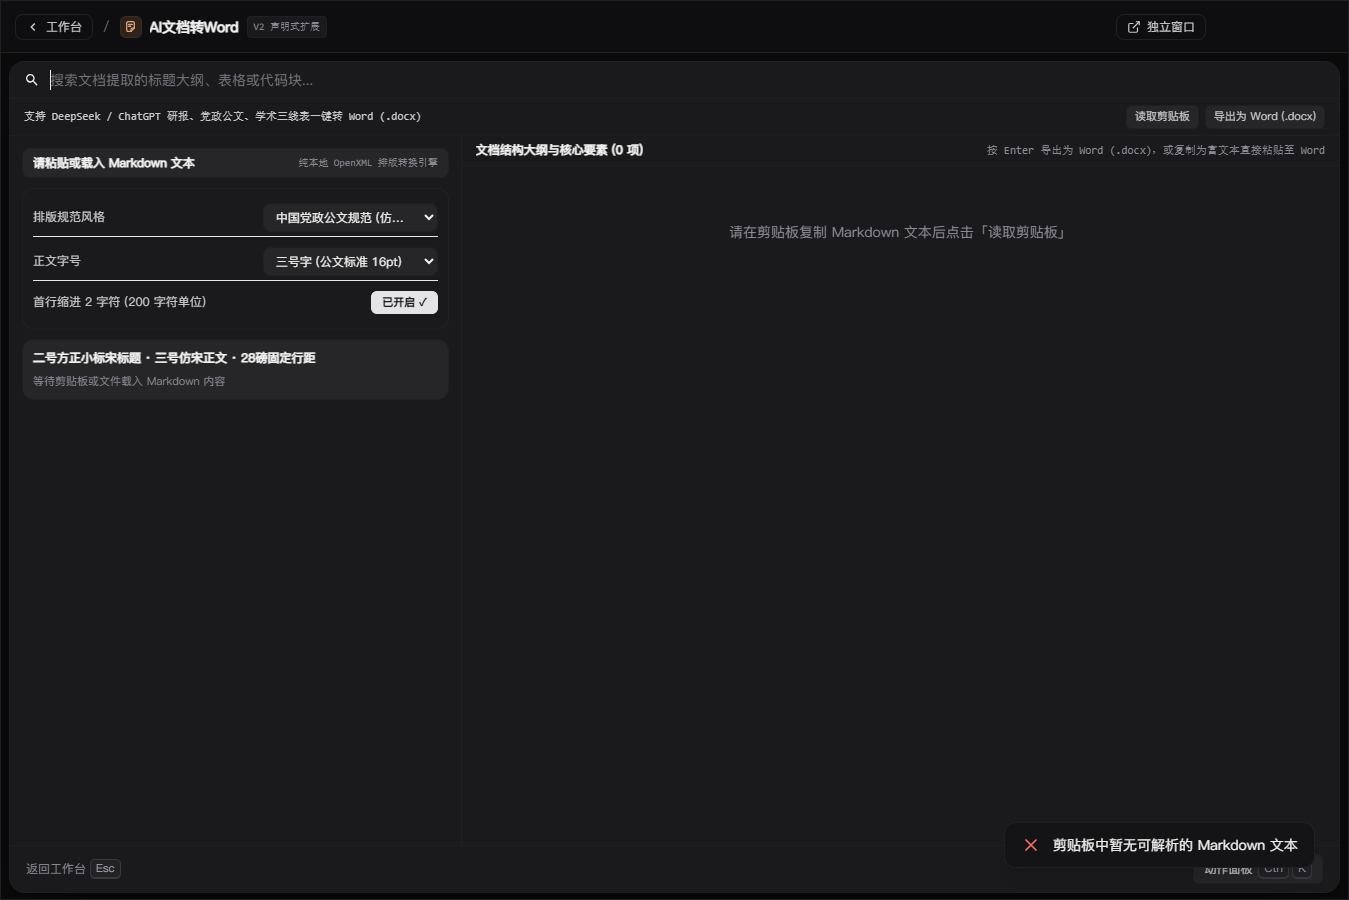 工作台 / AI文档转Word V2 声明式扩展 独立窗口
搜索文档提取的标题大纲、表格或代码块...
支持 DeepSeek / ChatGPT 研报、党政公文、学术三线表一键转 Word (.docx) 读取剪贴板 导出为 Word (.docx)
请粘贴或载入 Markdown 文本 纯本地 OpenXML 排版转换引擎
排版规范风格 中国党政公文规范 (仿...
正文字号 三号字 (公文标准 16pt)
首行缩进 2 字符 (200 字符单位) 已开启 ✓
二号方正小标宋标题 · 三号仿宋正文 · 28磅固定行距
等待剪贴板或文件载入 Markdown 内容
文档结构大纲与核心要素 (0 项) 按 Enter 导出为 Word (.docx)，或复制为富文本直接粘贴至 Word
请在剪贴板复制 Markdown 文本后点击「读取剪贴板」
剪贴板中暂无可解析的 Markdown 文本
返回工作台 Esc 动作面板 Ctrl K